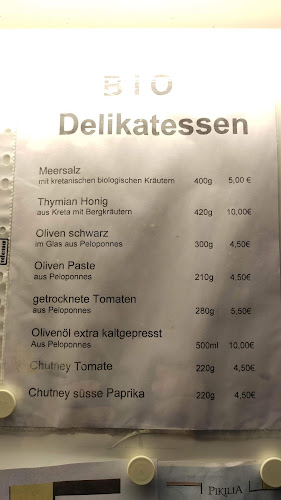 BIO
Delikatessen
Meersalz
mit kretanischen biologischen Kräutern 400g 5,00 €
Thymian Honig
aus Kreta mit Bergkräutern 420g 10,00€
Oliven schwarz
im Glas aus Peloponnes 300g 4,50€
Oliven Paste
aus Peloponnes 210g 4,50€
getrocknete Tomaten
aus Peloponnes 280g 5,50€
Olivenöl extra kaltgepresst
Aus Peloponnes 500ml 10,00€
Chutney Tomate 220g 4,50€
Chutney süsse Paprika 220g 4,50€
PIKILIA